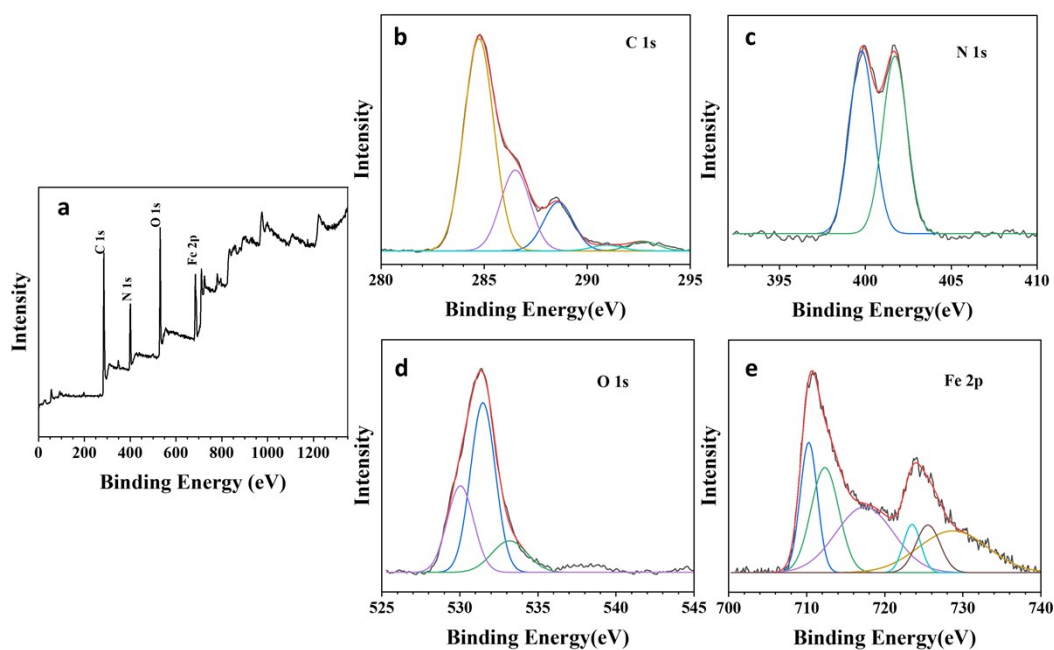 a
C 1s
N 1s
O 1s
Fe 2p
Intensity
0 200 400 600 800 1000 1200
Binding Energy (eV)
b
C 1s
Intensity
280 285 290 295
Binding Energy(eV)
c
N 1s
Intensity
395 400 405 410
Binding Energy(eV)
d
O 1s
Intensity
525 530 535 540 545
Binding Energy(eV)
e
Fe 2p
Intensity
700 710 720 730 740
Binding Energy(eV)